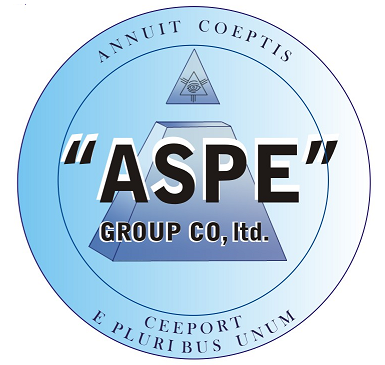 ANNUIT COEPTIS
"ASPE"
GROUP CO, ltd.
CEEPORT
E PLURIBUS UNUM